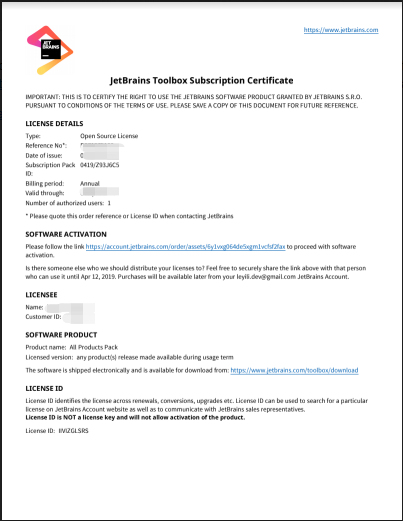 JET
BRAINS
https://www.jetbrains.com
JetBrains Toolbox Subscription Certificate
IMPORTANT: THIS IS TO CERTIFY THE RIGHT TO USE THE JETBRAINS SOFTWARE PRODUCT GRANTED BY JETBRAINS S.R.O.
PURSUANT TO CONDITIONS OF THE TERMS OF USE. PLEASE SAVE A COPY OF THIS DOCUMENT FOR FUTURE REFERENCE.
LICENSE DETAILS
Type: Open Source License
Reference No*:
Date of issue:
Subscription Pack 0419/Z93J6C5
ID:
Billing period: Annual
Valid through:
Number of authorized users: 1
* Please quote this order reference or License ID when contacting JetBrains
SOFTWARE ACTIVATION
Please follow the link https://account.jetbrains.com/order/assets/6y1vxg064de5xgm1vcfsf2fax to proceed with software
activation.
Is there someone else who we should distribute your licenses to? Feel free to securely share the link above with that person
who can use it until Apr 12, 2019. Purchases will be available later from your leyili.dev@gmail.com JetBrains Account.
LICENSEE
Name:
Customer ID:
SOFTWARE PRODUCT
Product name: All Products Pack
Licensed version: any product(s) release made available during usage term
The software is shipped electronically and is available for download from: https://www.jetbrains.com/toolbox/download
LICENSE ID
License ID identifies the license across renewals, conversions, upgrades etc. License ID can be used to search for a particular
license on JetBrains Account website as well as to communicate with JetBrains sales representatives.
License ID is NOT a license key and will not allow activation of the product.
License ID: